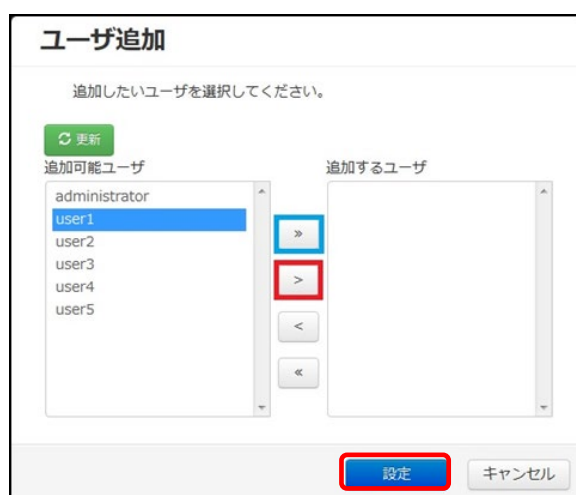 ユーザ追加
追加したいユーザを選択してください。
更新
追加可能ユーザ
追加するユーザ
administrator
user1
user2
user3
user4
user5
»
>
<
«
設定
キャンセル